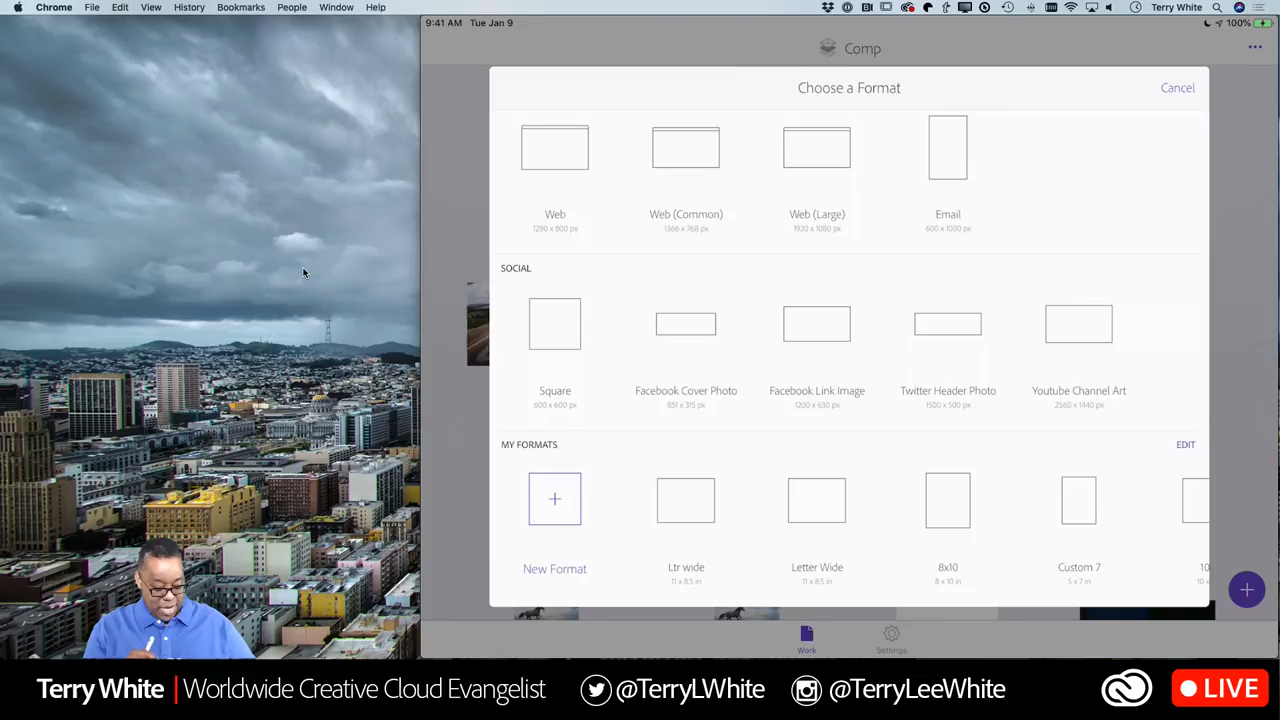 Chrome File Edit View History Bookmarks People Window Help
Terry White
9:41 AM Tue Jan 9
100%
Comp
Choose a Format
Cancel
Web
Web (Common)
Web (Large)
Email
1280 x 800 px
1366 x 768 px
1920 x 1080 px
600 x 1000 px
SOCIAL
Square
Facebook Cover Photo
Facebook Link Image
Twitter Header Photo
Youtube Channel Art
600 x 600 px
851 x 315 px
1200 x 630 px
1500 x 500 px
2560 x 1440 px
MY FORMATS
EDIT
New Format
Ltr wide
Letter Wide
8x10
Custom 7
10
11 x 8.5 in
11 x 8.5 in
8 x 10 in
5 x 7 in
10 x
Work
Settings
Terry White | Worldwide Creative Cloud Evangelist
@TerryLWhite
@TerryLeeWhite
LIVE